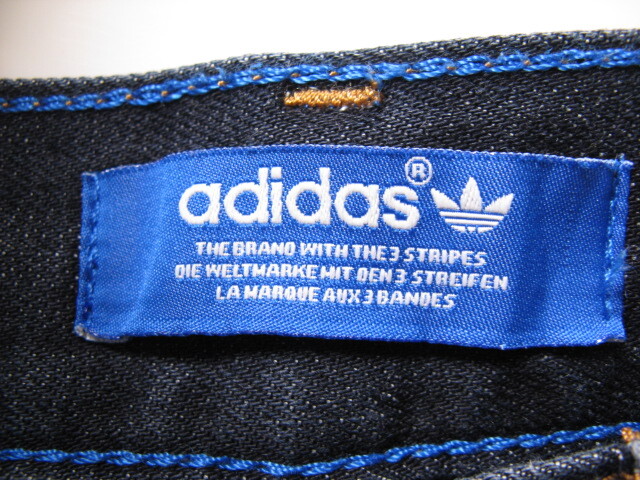 adidas®
THE BRAND WITH THE 3 STRIPES
DIE WELTMARKE MIT DEN 3 STREIFEN
LA MARQUE AUX 3 BANDES